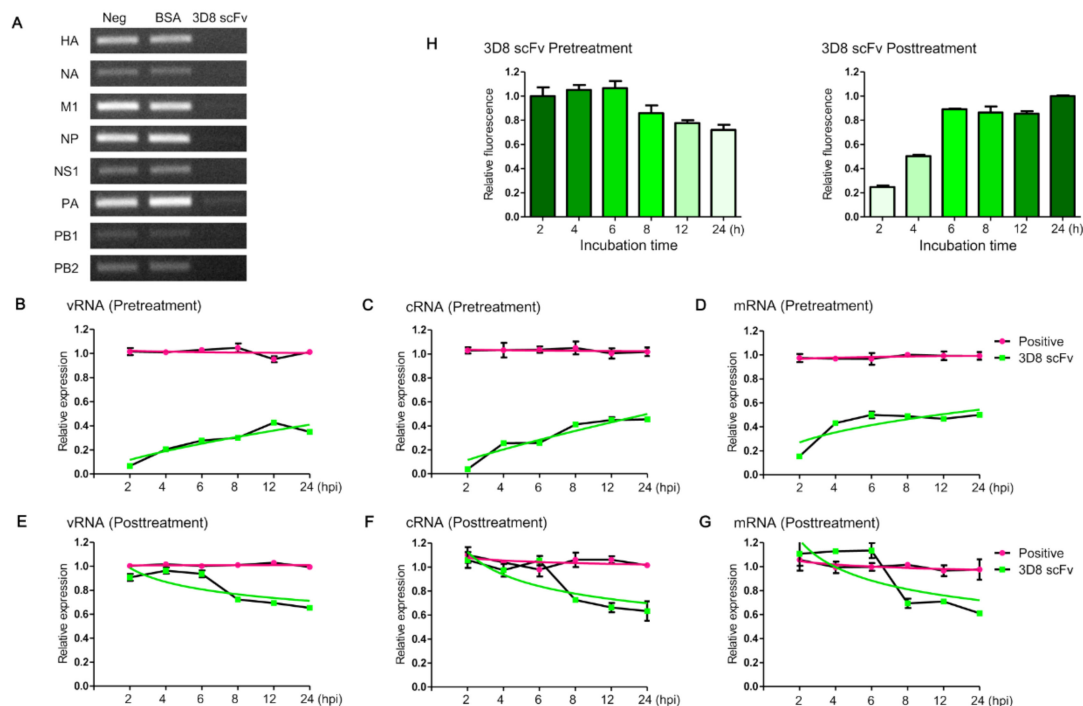 A
Neg BSA 3D8 scFv
HA
NA
M1
NP
NS1
PA
PB1
PB2
H
3D8 scFv Pretreatment
Relative fluorescence
1.2
1.0
0.8
0.6
0.4
0.2
0.0
2 4 6 8 12 24 (h)
Incubation time
3D8 scFv Posttreatment
Relative fluorescence
1.2
1.0
0.8
0.6
0.4
0.2
0.0
2 4 6 8 12 24 (h)
Incubation time
B vRNA (Pretreatment)
Relative expression
1.2
1.0
0.8
0.6
0.4
0.2
0.0
2 4 6 8 12 24 (hpi)
C cRNA (Pretreatment)
Relative expression
1.2
1.0
0.8
0.6
0.4
0.2
0.0
2 4 6 8 12 24 (hpi)
D mRNA (Pretreatment)
Relative expression
1.2
1.0
0.8
0.6
0.4
0.2
0.0
2 4 6 8 12 24 (hpi)
Positive
3D8 scFv
E vRNA (Posttreatment)
Relative expression
1.2
1.0
0.8
0.6
0.4
0.2
0.0
2 4 6 8 12 24 (hpi)
F cRNA (Posttreatment)
Relative expression
1.2
1.0
0.8
0.6
0.4
0.2
0.0
2 4 6 8 12 24 (hpi)
G mRNA (Posttreatment)
Relative expression
1.2
1.0
0.8
0.6
0.4
0.2
0.0
2 4 6 8 12 24 (hpi)
Positive
3D8 scFv